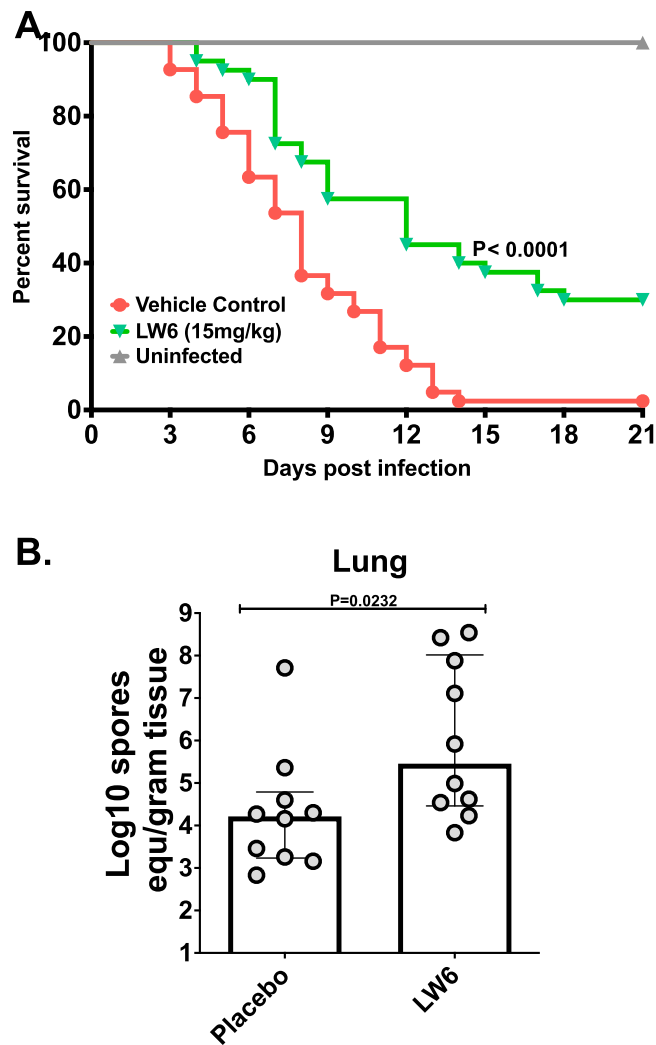 A.
100
80
60
40
20
0
Percent survival
P< 0.0001
Vehicle Control
LW6 (15mg/kg)
Uninfected
0 3 6 9 12 15 18 21
Days post infection
B.
Lung
P=0.0232
9
8
7
6
5
4
3
2
1
Log10 spores
equ/gram tissue
Placebo
LW6